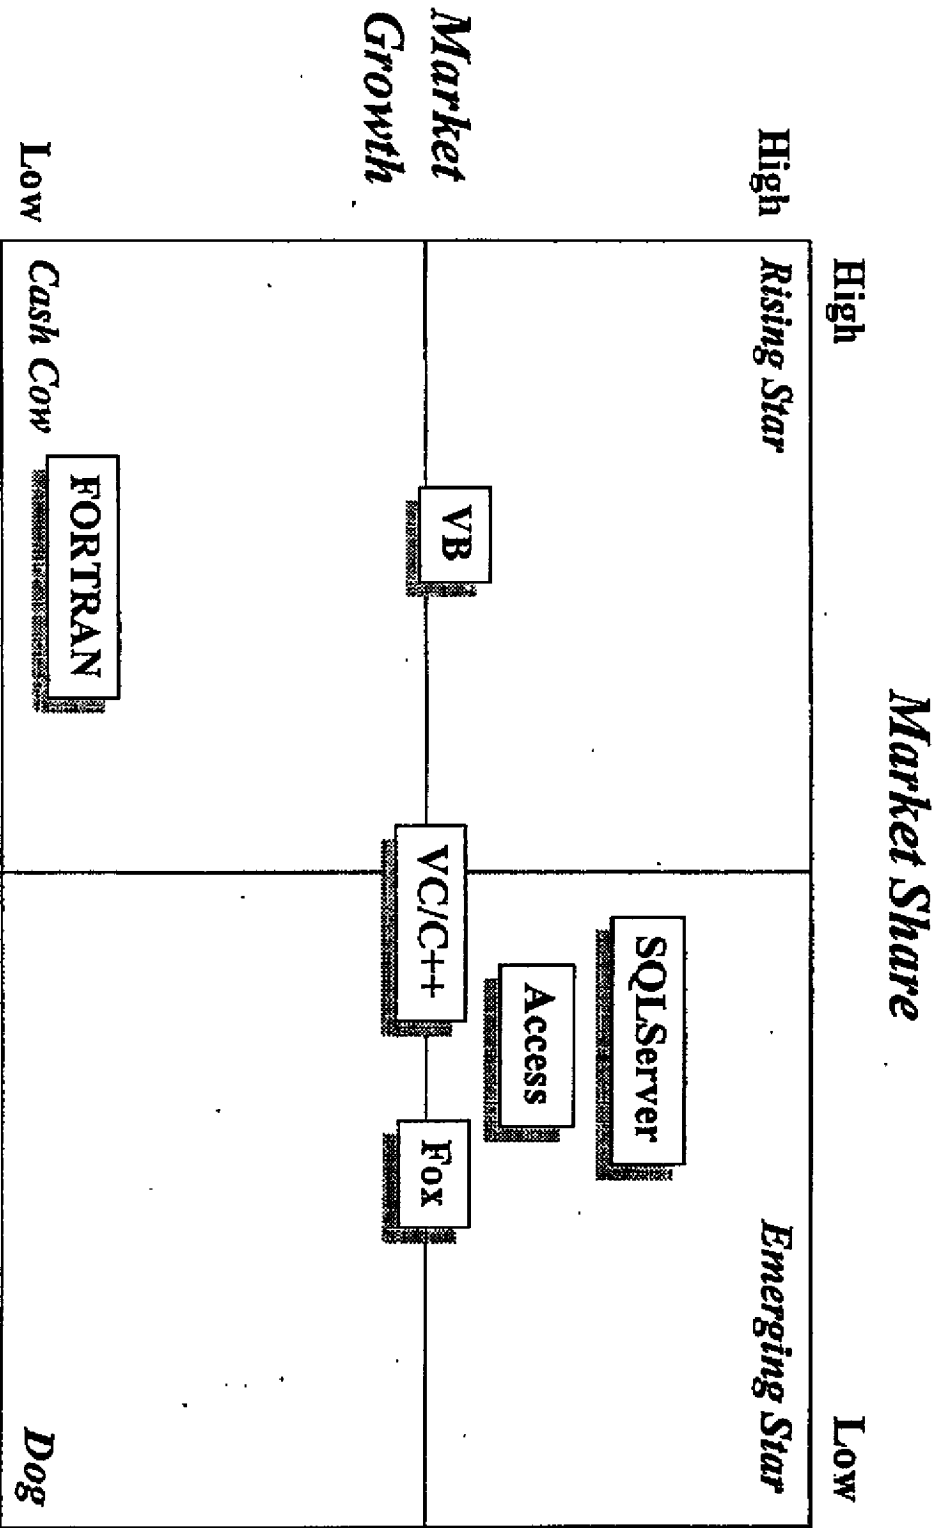 Market Share
High
Low
High
Rising Star
Emerging Star
SQLServer
Access
Market
Growth
VB
VC/C++
Fox
FORTRAN
Low
Cash Cow
Dog